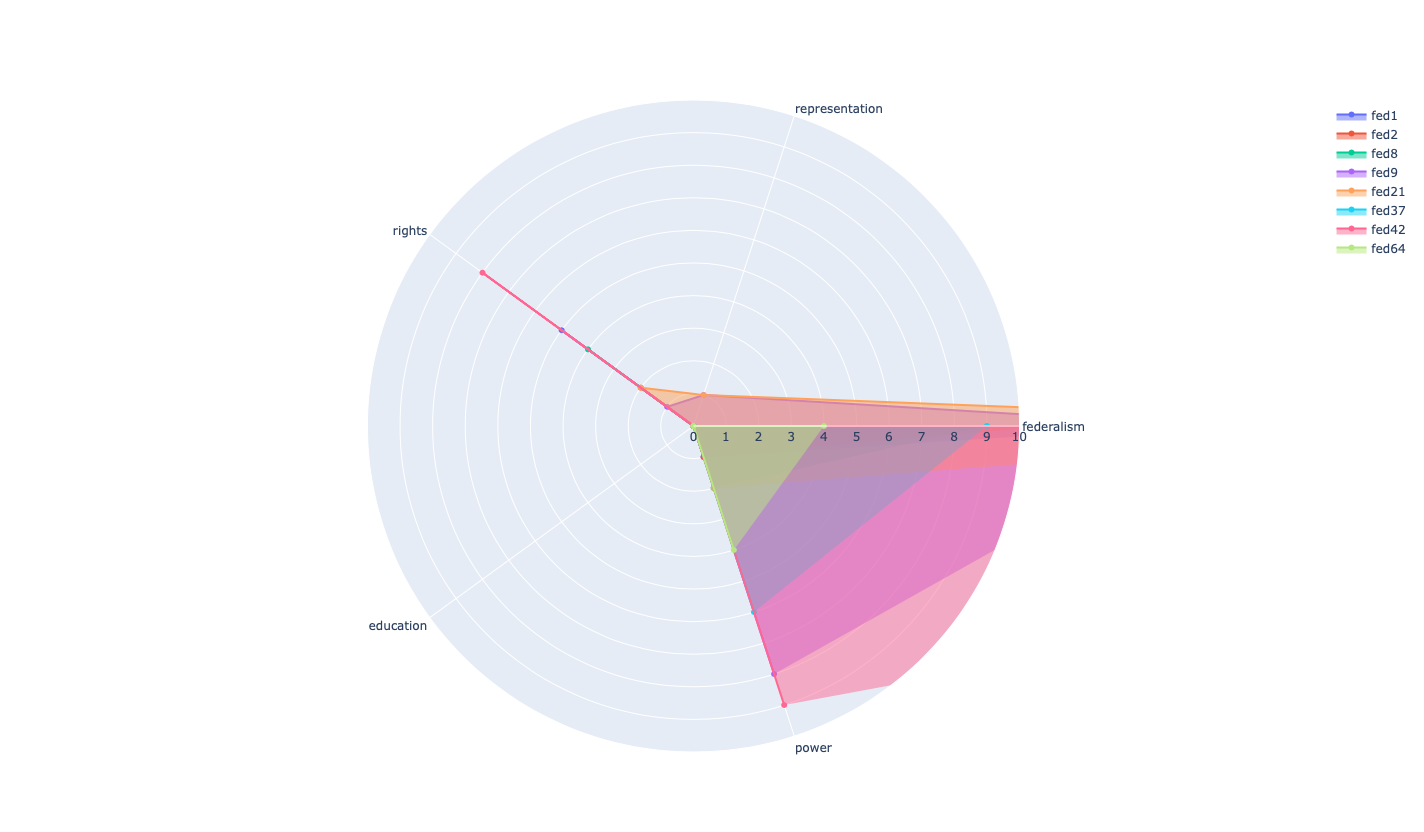 representation
rights
federalism
0 1 2 3 4 5 6 7 8 9 10
education
power
fed1
fed2
fed8
fed9
fed21
fed37
fed42
fed64